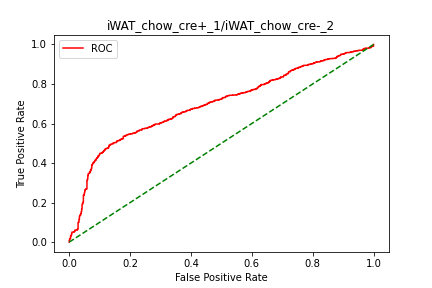 iWAT_chow_cre+_1/iWAT_chow_cre-_2
ROC
True Positive Rate
1.0
0.8
0.6
0.4
0.2
0.0
0.0 0.2 0.4 0.6 0.8 1.0
False Positive Rate